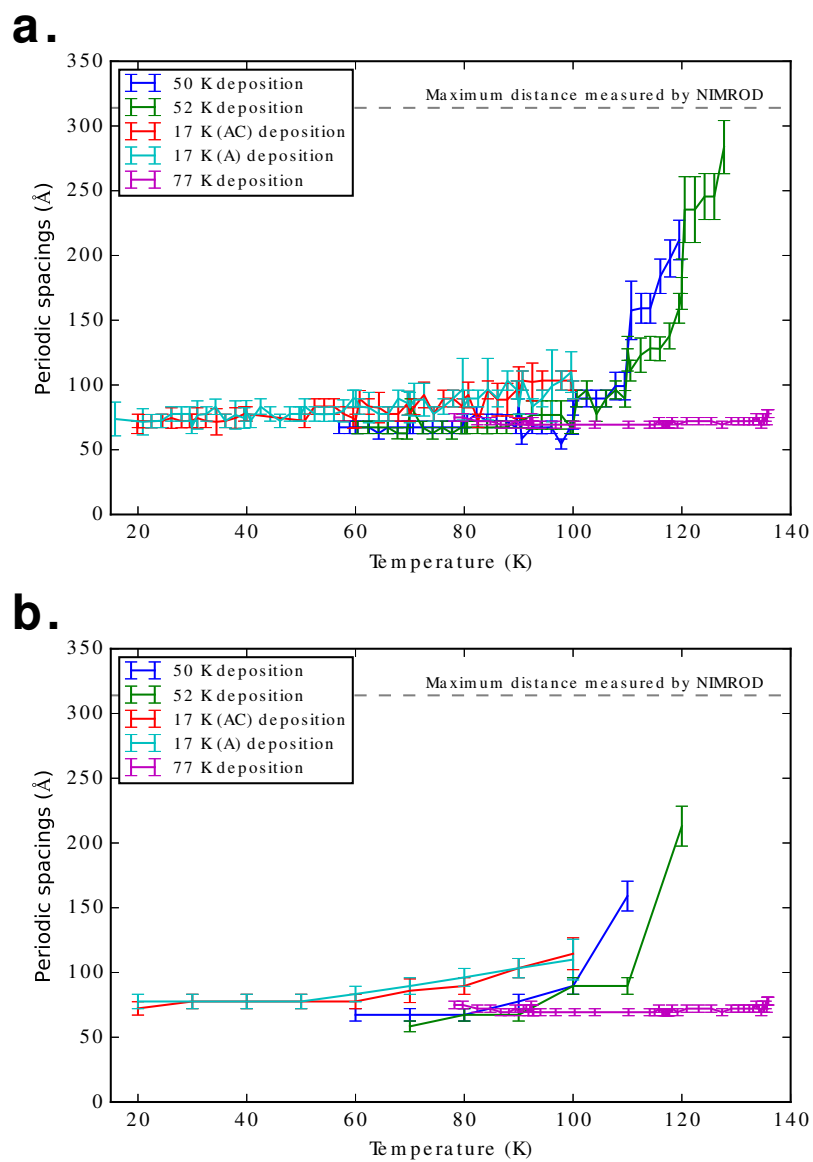 a.
350
300
250
200
150
100
50
0
Periodic spacings (Å)
50 K deposition
52 K deposition
17 K (AC) deposition
17 K (A) deposition
77 K deposition
Maximum distance measured by NIMROD
20 40 60 80 100 120 140
Temperature (K)
b.
350
300
250
200
150
100
50
0
Periodic spacings (Å)
50 K deposition
52 K deposition
17 K (AC) deposition
17 K (A) deposition
77 K deposition
Maximum distance measured by NIMROD
20 40 60 80 100 120 140
Temperature (K)